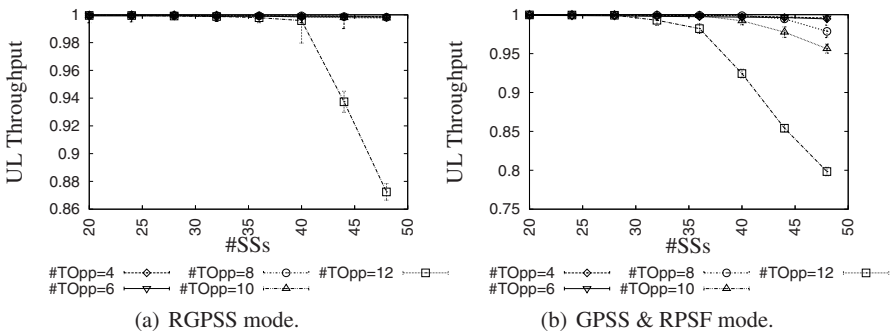 1
0.98
0.96
0.94
0.92
0.9
0.88
0.86
UL Throughput
20
25
30
35
40
45
50
#SSs
#TOpp=4
#TOpp=8
#TOpp=12
#TOpp=6
#TOpp=10
(a) RGPSS mode.
1
0.95
0.9
0.85
0.8
0.75
UL Throughput
20
25
30
35
40
45
50
#SSs
#TOpp=4
#TOpp=8
#TOpp=12
#TOpp=6
#TOpp=10
(b) GPSS & RPSF mode.